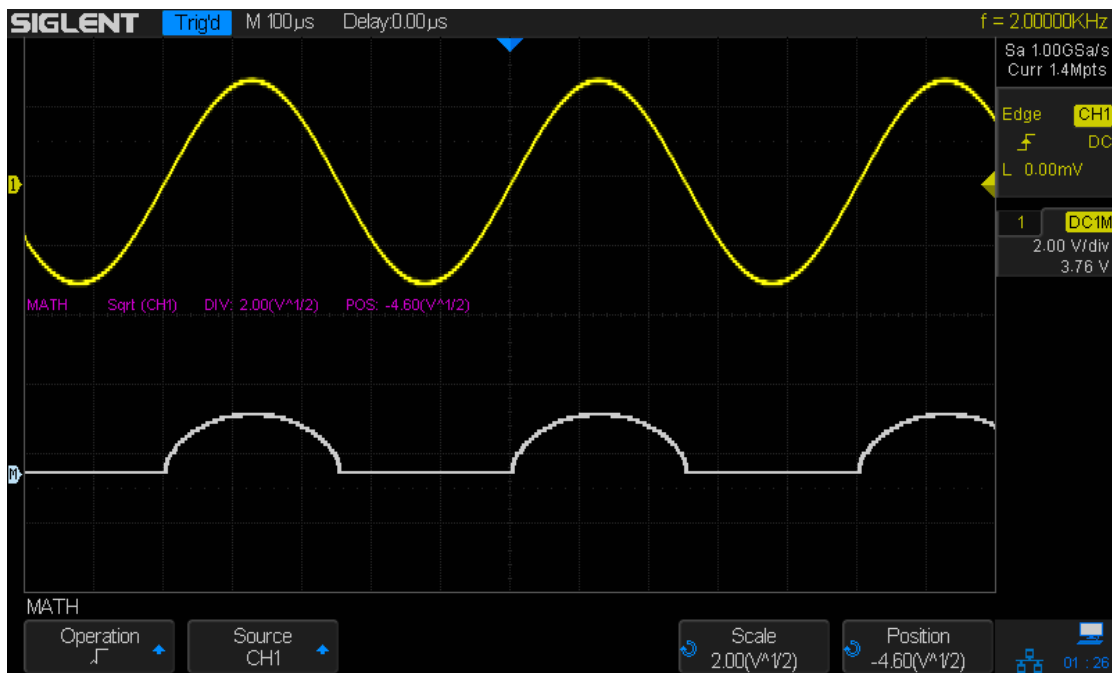 SIGLENT Trig'd M 100µs Delay:0.00µs f = 2.00000KHz
Sa 1.00GSa/s
Curr 1.4Mpts
Edge CH1
DC
L 0.00mV
1 DC1M
2.00 V/div
3.76 V
1
MATH Sqrt (CH1) DIV: 2.00(V^1/2) POS: -4.60(V^1/2)
M
MATH
Operation
√
Source
CH1
Scale
2.00(V^1/2)
Position
-4.60(V^1/2)
01 : 26